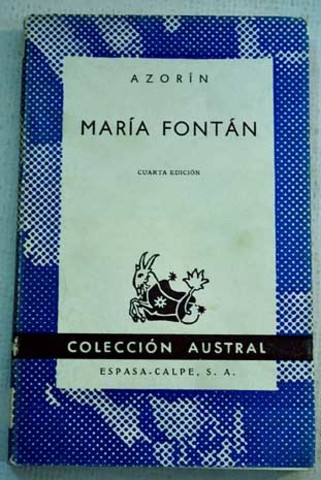 AZORÍN
MARÍA FONTÁN
CUARTA EDICIÓN
COLECCIÓN AUSTRAL
ESPASA-CALPE, S. A.